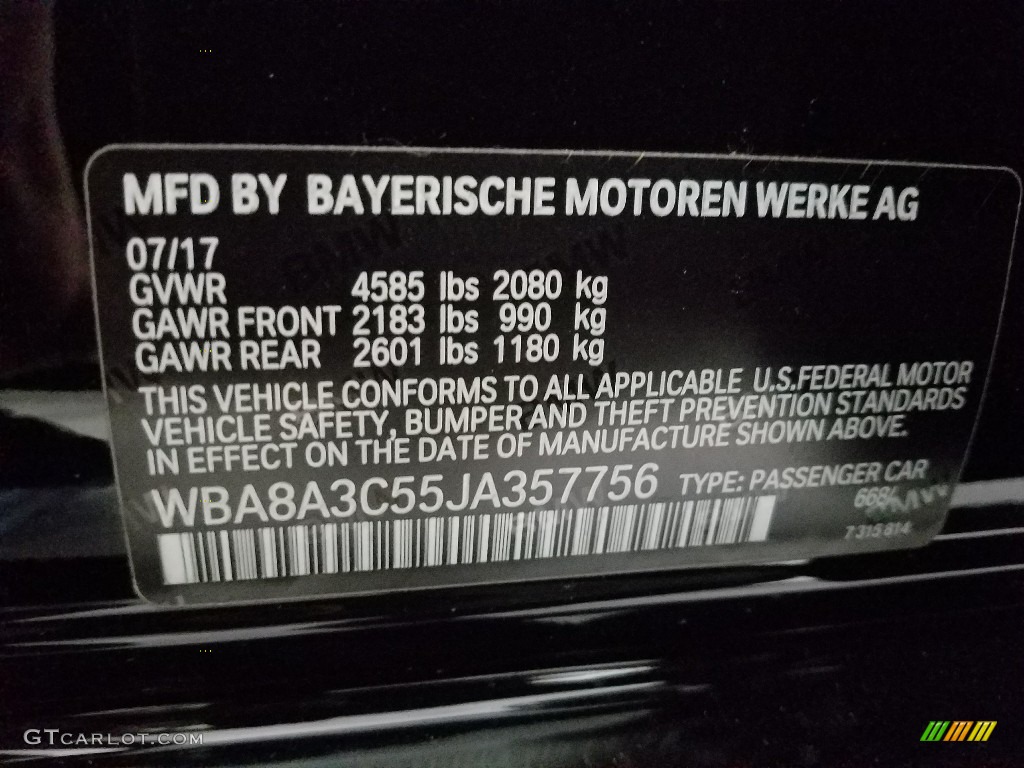 MFD BY BAYERISCHE MOTOREN WERKE AG
07/17
GVWR 4585 lbs 2080 kg
GAWR FRONT 2183 lbs 990 kg
GAWR REAR 2601 lbs 1180 kg
THIS VEHICLE CONFORMS TO ALL APPLICABLE U.S.FEDERAL MOTOR
VEHICLE SAFETY, BUMPER AND THEFT PREVENTION STANDARDS
IN EFFECT ON THE DATE OF MANUFACTURE SHOWN ABOVE.
WBA8A3C55JA357756 TYPE: PASSENGER CAR
668/
7 315 814
GTCARLOT.COM